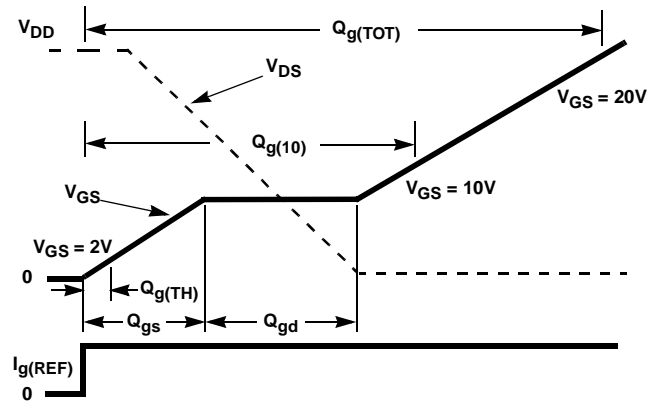 V_DD
Q_g(TOT)
V_DS
V_GS = 20V
Q_g(10)
V_GS
V_GS = 10V
V_GS = 2V
0
Q_g(TH)
Q_gs
Q_gd
I_g(REF)
0